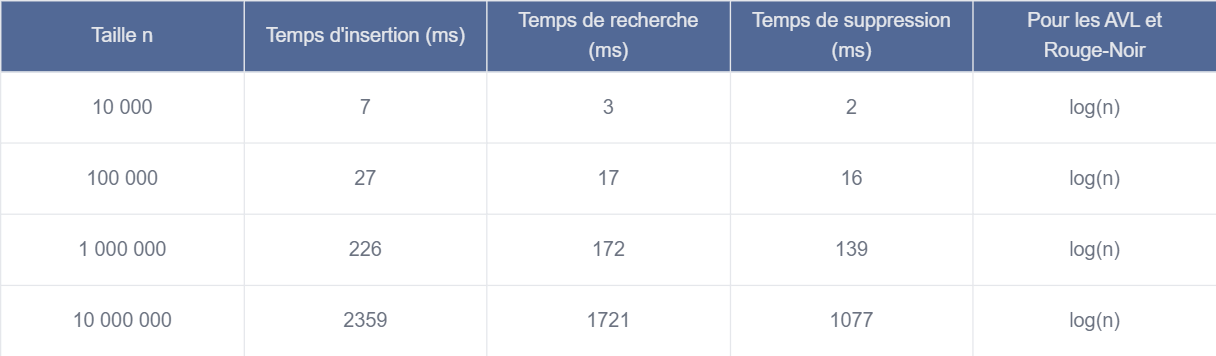 Taille n
Temps d'insertion (ms)
Temps de recherche
(ms)
Temps de suppression
(ms)
Pour les AVL et
Rouge-Noir
10 000
7
3
2
log(n)
100 000
27
17
16
log(n)
1 000 000
226
172
139
log(n)
10 000 000
2359
1721
1077
log(n)